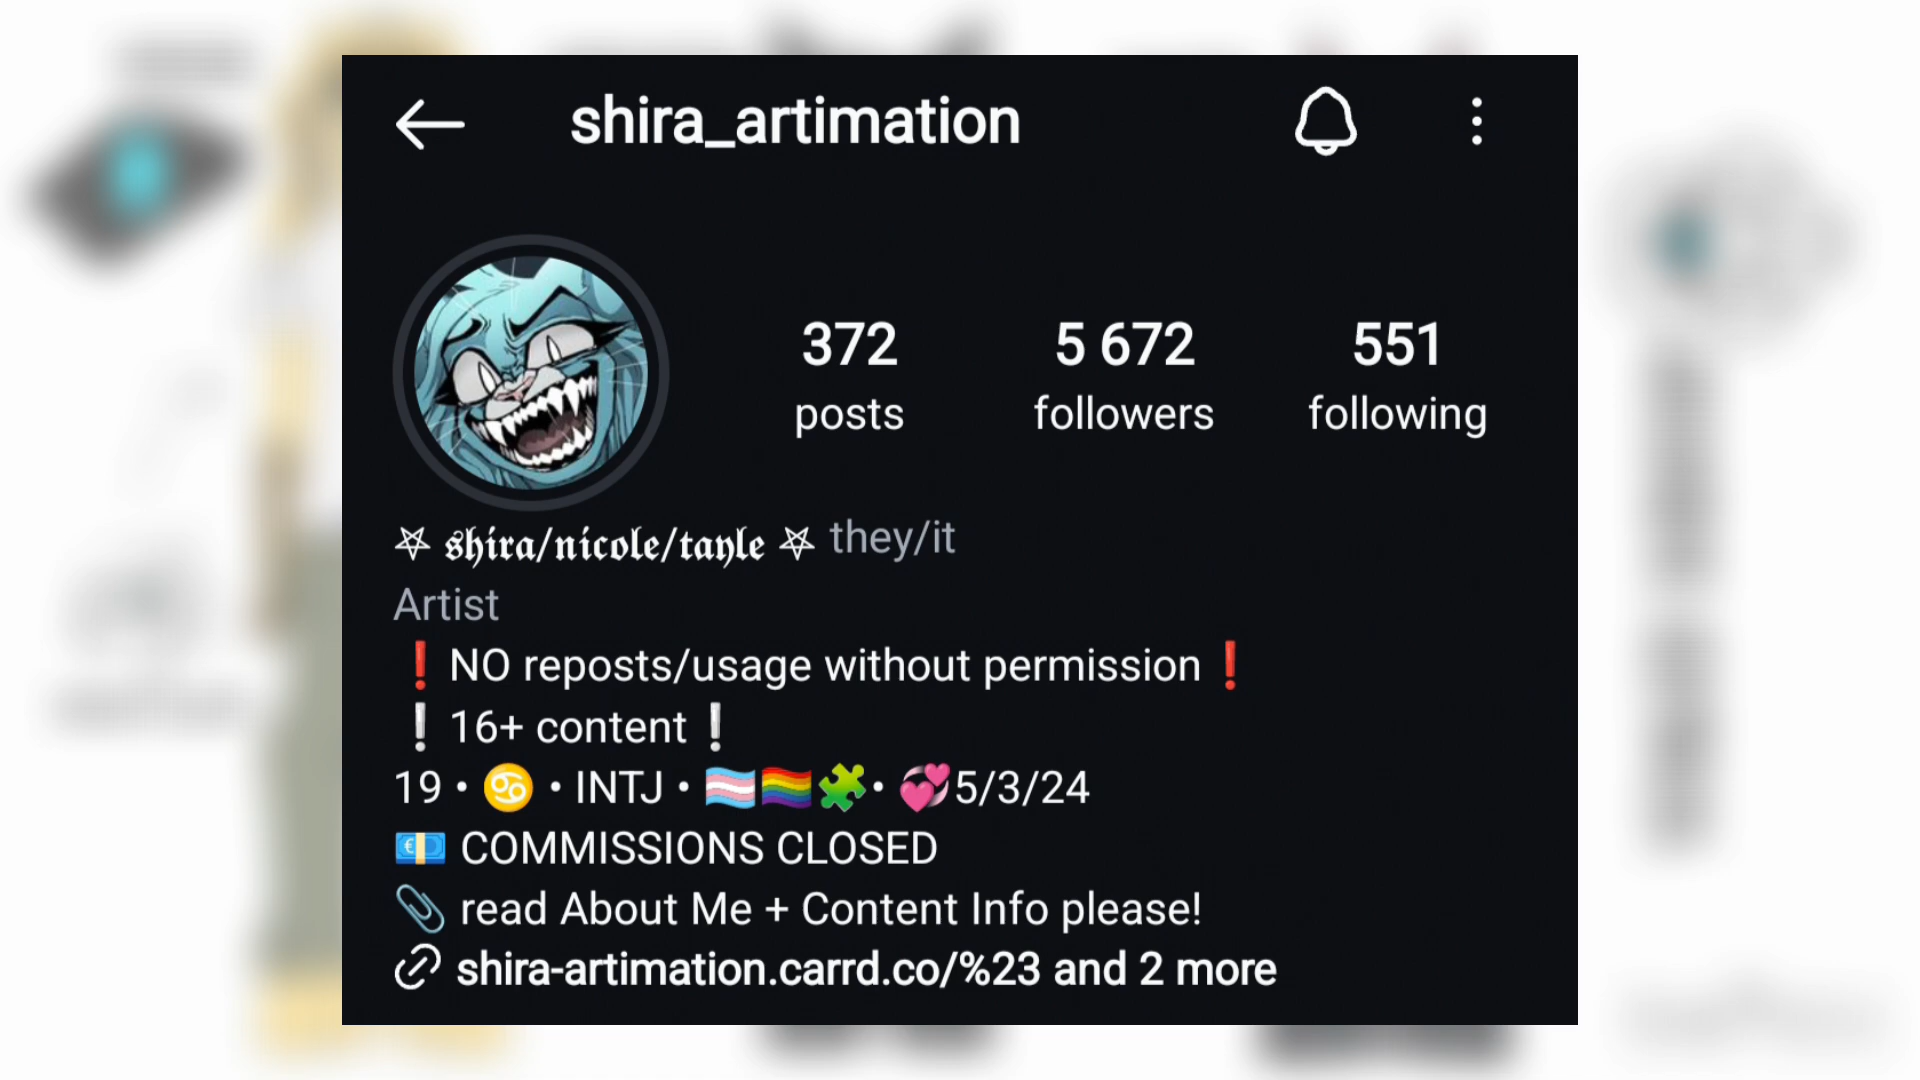 shira_artimation
372 5 672 551
posts followers following
⛧ 𝖘𝖍𝖎𝖗𝖆/𝖓𝖎𝖈𝖔𝖑𝖊/𝖙𝖆𝖞𝖑𝖊 ⛧ they/it
Artist
❗NO reposts/usage without permission❗
❕16+ content❕
19 • ♋ • INTJ • 🏳️‍⚧️🏳️‍🌈🧩• 💞5/3/24
💶 COMMISSIONS CLOSED
📎 read About Me + Content Info please!
shira-artimation.carrd.co/%23 and 2 more